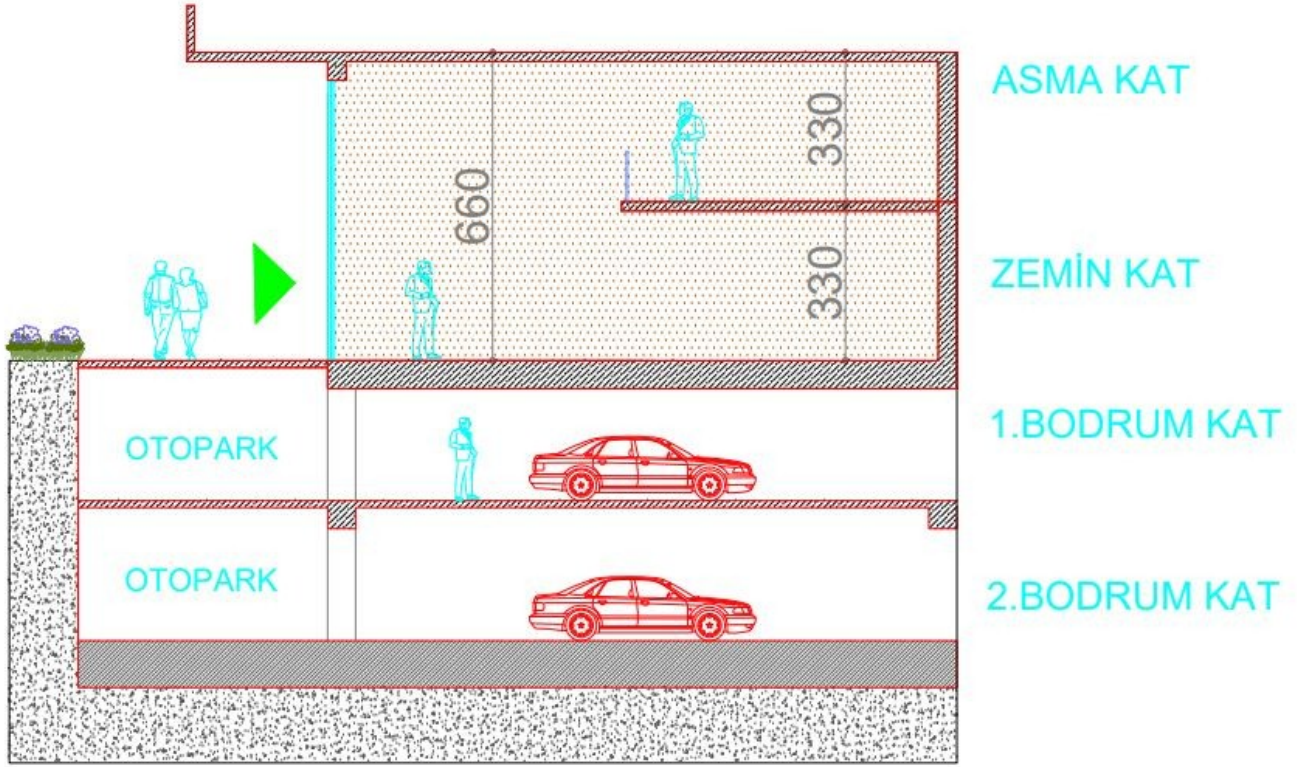 ASMA KAT
330
660
ZEMİN KAT
330
1.BODRUM KAT
OTOPARK
OTOPARK
2.BODRUM KAT